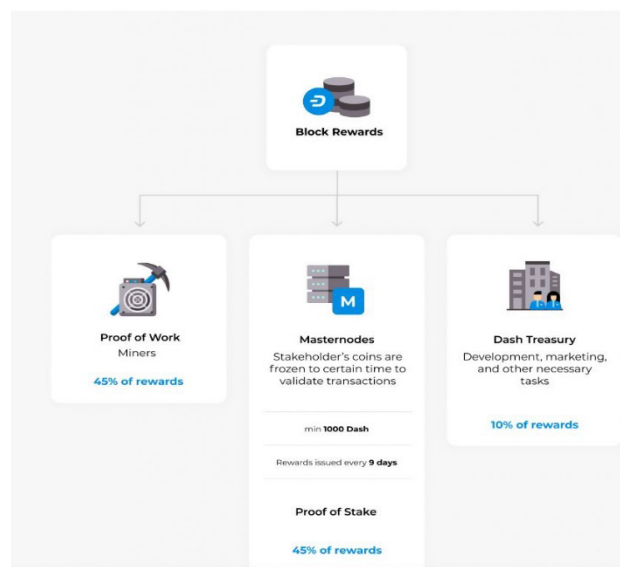 Block Rewards
Proof of Work
Miners
45% of rewards
M
Masternodes
Stakeholder's coins are
frozen to certain time to
validate transactions
min 1000 Dash
Rewards issued every 9 days
Proof of Stake
45% of rewards
Dash Treasury
Development, marketing,
and other necessary
tasks
10% of rewards